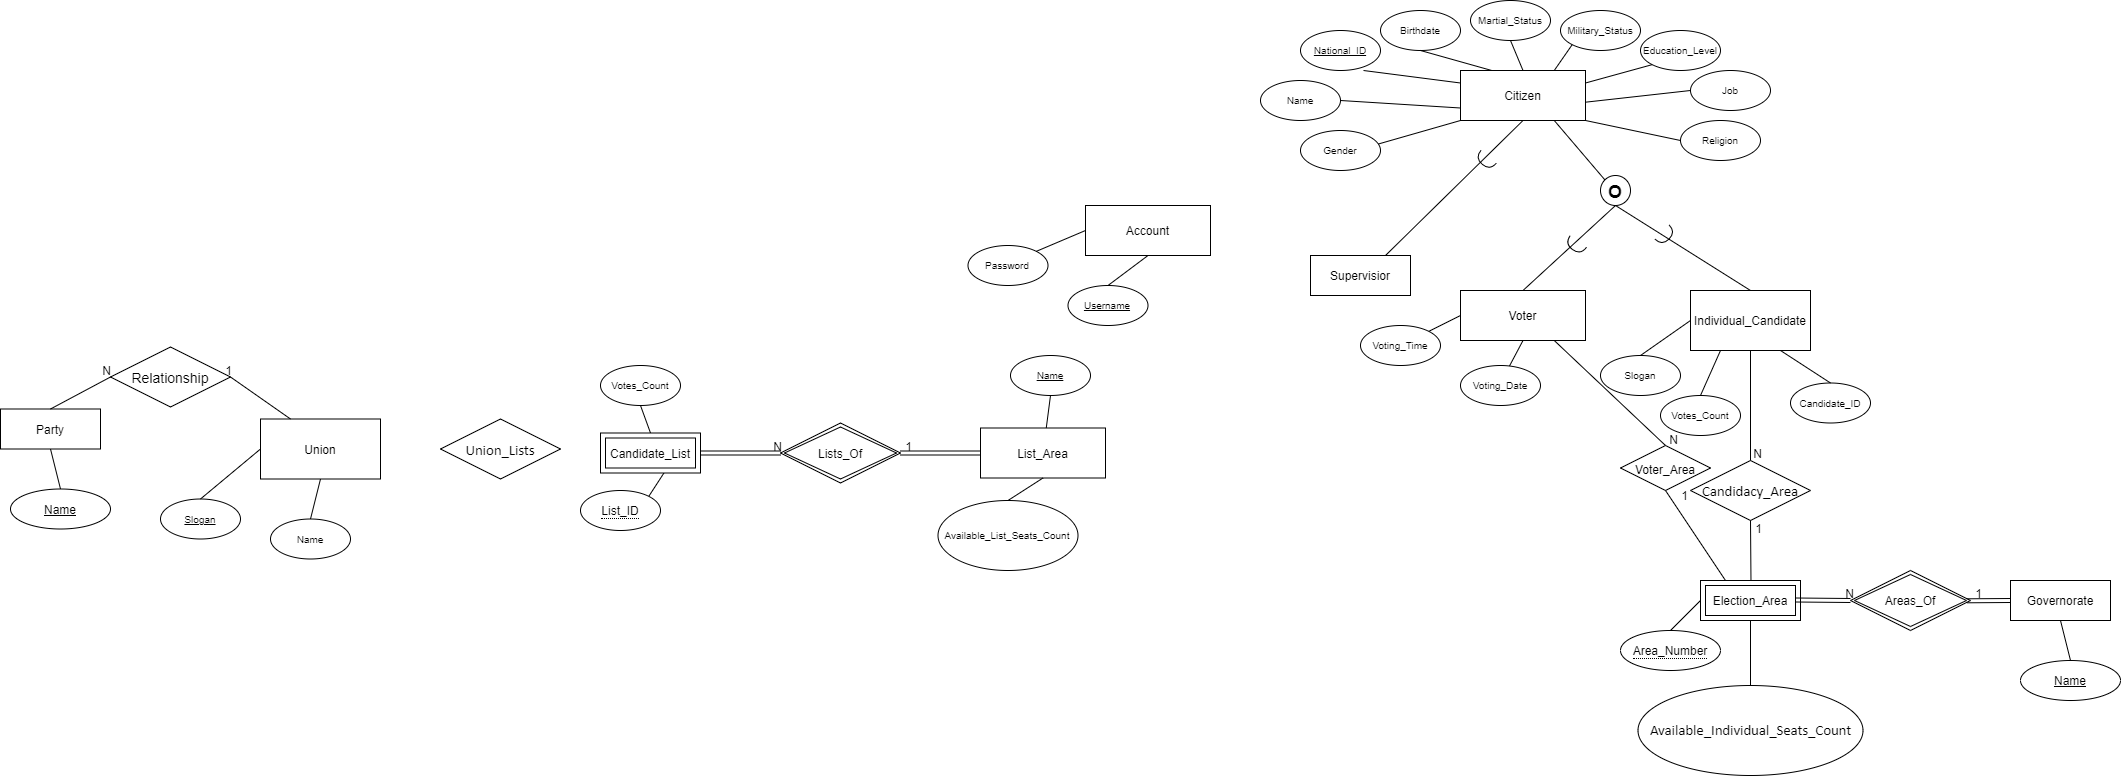 Martial_Status
Birthdate
Military_Status
National_ID
Education_Level
Citizen
Job
Name
Religion
Gender
O
Account
Password
Supervisior
Username
Voter
Individual_Candidate
Voting_Time
N
1
Relationship
Votes_Count
Name
Slogan
Voting_Date
Candidate_ID
Votes_Count
Party
Union
Union_Lists
Candidate_List
N
Lists_Of
1
List_Area
N
N
Voter_Area
1
Candidacy_Area
Name
Slogan
List_ID
1
Name
Available_List_Seats_Count
Election_Area
N
Areas_Of
1
Governorate
Area_Number
Name
Available_Individual_Seats_Count